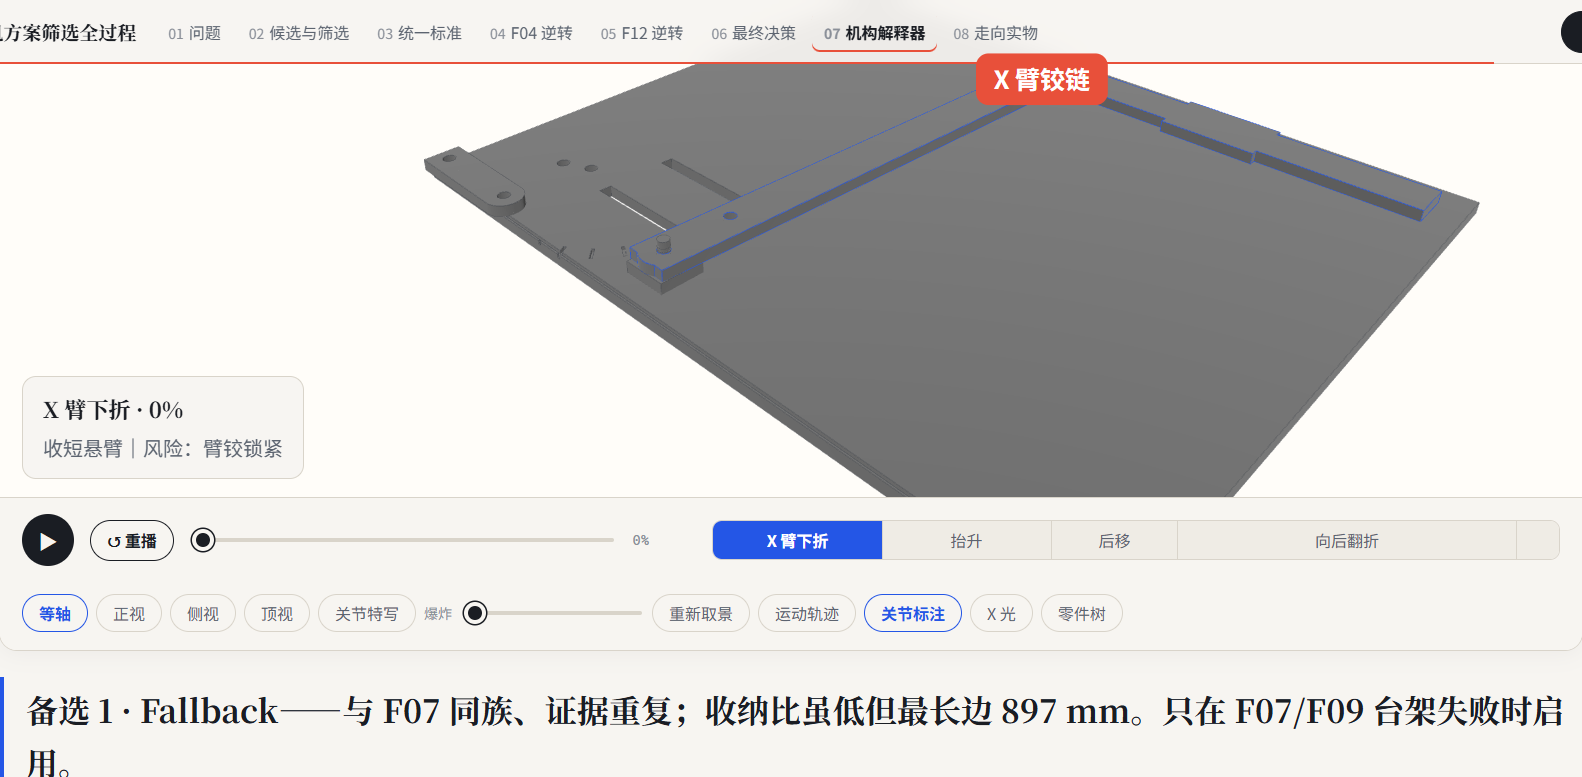 方案筛选全过程
01 问题
02 候选与筛选
03 统一标准
04 F04 逆转
05 F12 逆转
06 最终决策
07 机构解释器
08 走向实物
X 臂铰链
X 臂下折 · 0%
收短悬臂｜风险：臂铰锁紧
↺ 重播
0%
X 臂下折
抬升
后移
向后翻折
等轴
正视
侧视
顶视
关节特写
爆炸
重新取景
运动轨迹
关节标注
X 光
零件树
备选 1 · Fallback——与 F07 同族、证据重复；收纳比虽低但最长边 897 mm。只在 F07/F09 台架失败时启
用。